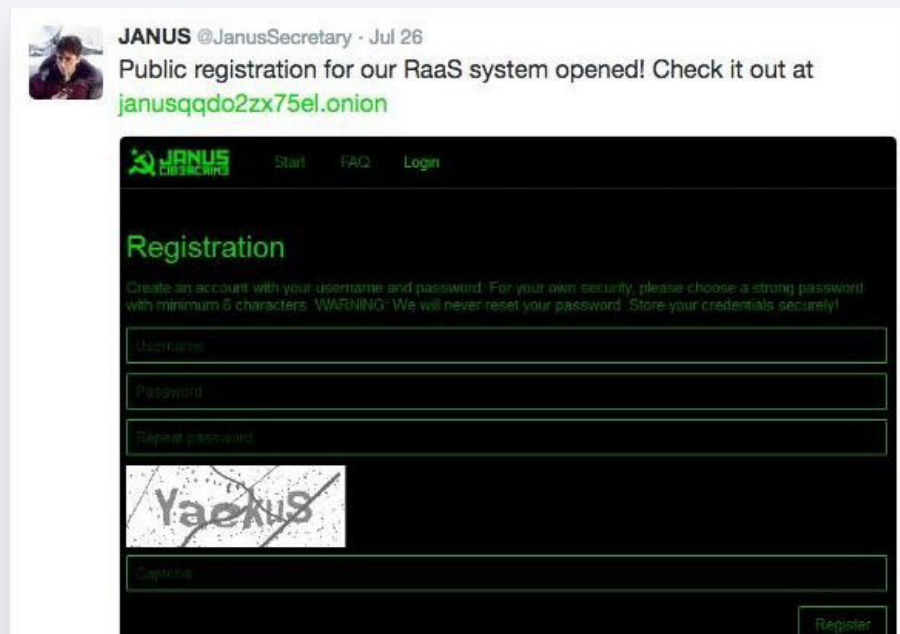 JANUS @JanusSecretary · Jul 26
Public registration for our RaaS system opened! Check it out at
janusqqdo2zx75el.onion
JANUS Start FAQ Login
CIB3RCRIM3
Registration
Create an account with your username and password. For your own security, please choose a strong password
with minimum 6 characters. WARNING: We will never reset your password. Store your credentials securely!
Username
Password
Repeat password
YaekuS
Captcha
Register